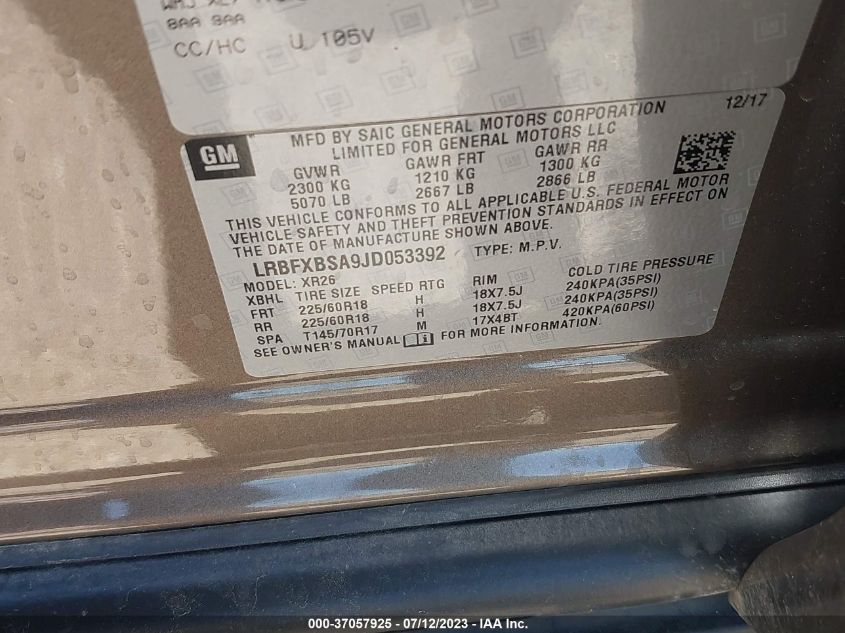 8AA 9AA
CC/HC U 105V
12/17
GM
MFD BY SAIC GENERAL MOTORS CORPORATION
LIMITED FOR GENERAL MOTORS LLC
GVWR GAWR FRT GAWR RR
2300 KG 1210 KG 1300 KG
5070 LB 2667 LB 2866 LB
THIS VEHICLE CONFORMS TO ALL APPLICABLE U.S. FEDERAL MOTOR
VEHICLE SAFETY AND THEFT PREVENTION STANDARDS IN EFFECT ON
THE DATE OF MANUFACTURE SHOWN ABOVE.
LRBFXBSA9JD053392 TYPE: M.P.V.
MODEL: XR26
XBHL TIRE SIZE SPEED RTG RIM COLD TIRE PRESSURE
FRT 225/60R18 H 18X7.5J 240KPA(35PSI)
RR 225/60R18 H 18X7.5J 240KPA(35PSI)
SPA T145/70R17 M 17X4BT 420KPA(60PSI)
SEE OWNER'S MANUAL FOR MORE INFORMATION.
000-37057925 - 07/12/2023 - IAA Inc.